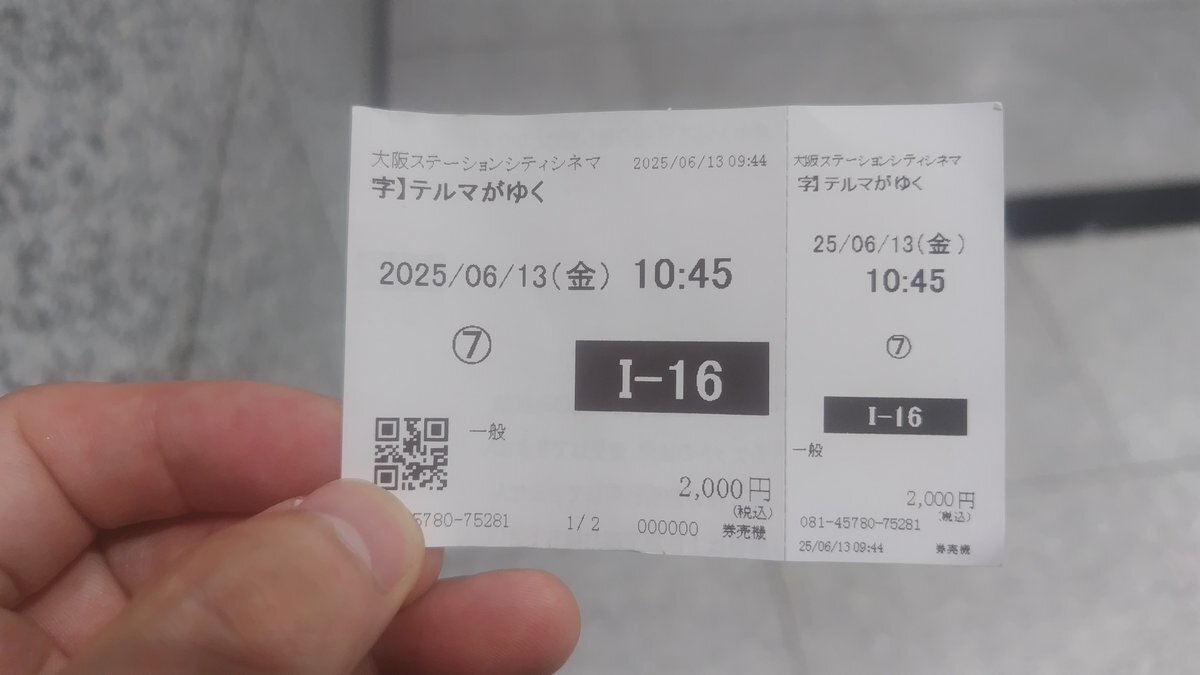 大阪ステーションシティシネマ 2025/06/13 09:44
字】テルマがゆく
2025/06/13(金) 10:45
⑦
I-16
一般
2,000円
(税込)
5780-75281 1/2 000000 券売機
大阪ステーションシティシネマ
字】テルマがゆく
25/06/13(金)
10:45
⑦
I-16
一般
2,000円
(税込)
081-45780-75281
25/06/13 09:44 券売機